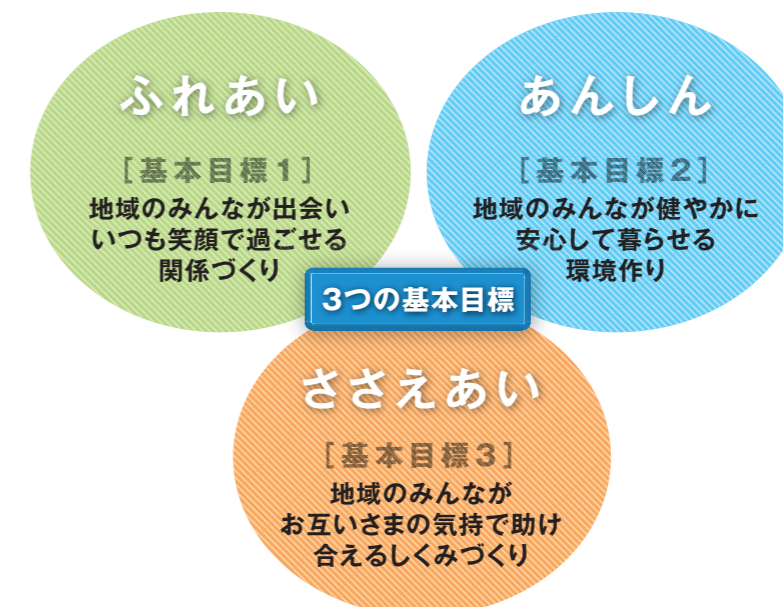 ふれあい
[基本目標1]
地域のみんなが出会い
いつも笑顔で過ごせる
関係づくり
あんしん
[基本目標2]
地域のみんなが健やかに
安心して暮らせる
環境作り
3つの基本目標
ささえあい
[基本目標3]
地域のみんなが
お互いさまの気持で助け
合えるしくみづくり